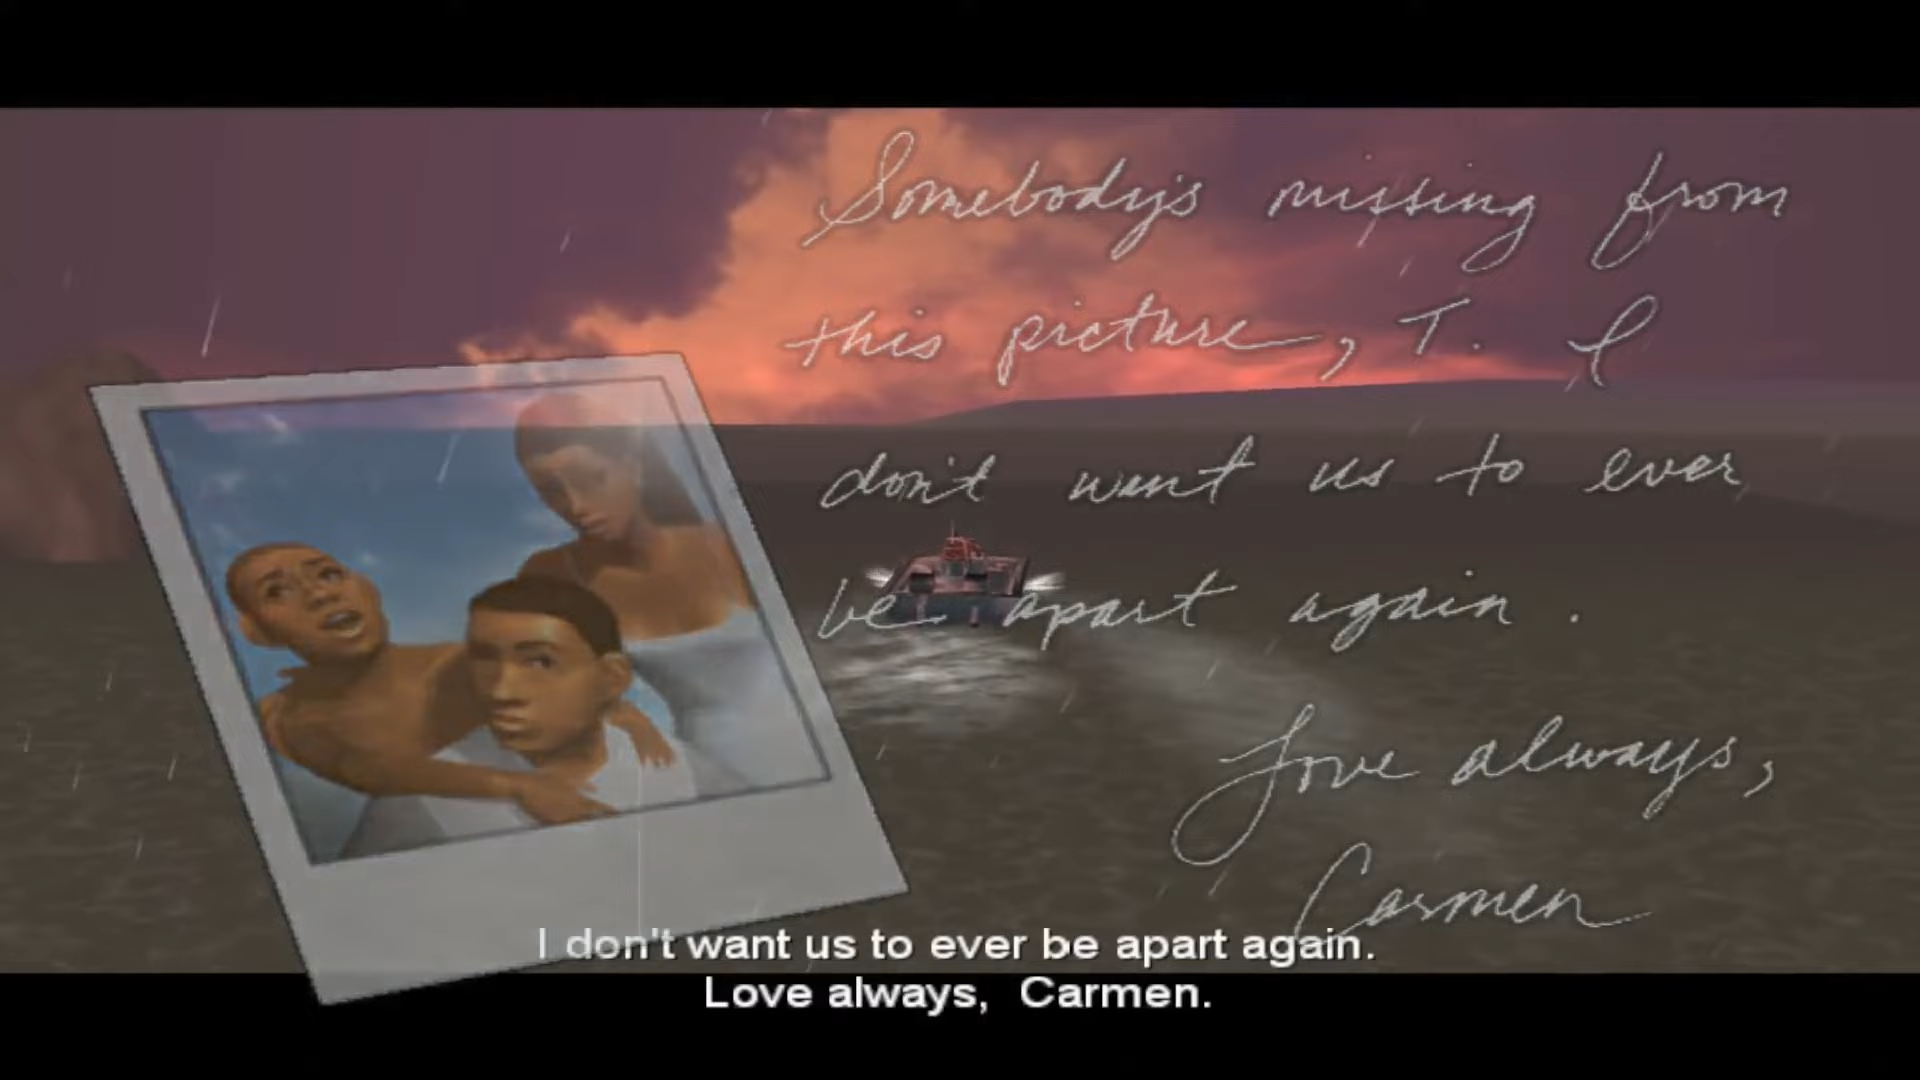 Somebody's missing from
this picture, T. I
don't want us to ever
be apart again.
Love always,
Carmen
I don't want us to ever be apart again.
Love always, Carmen.